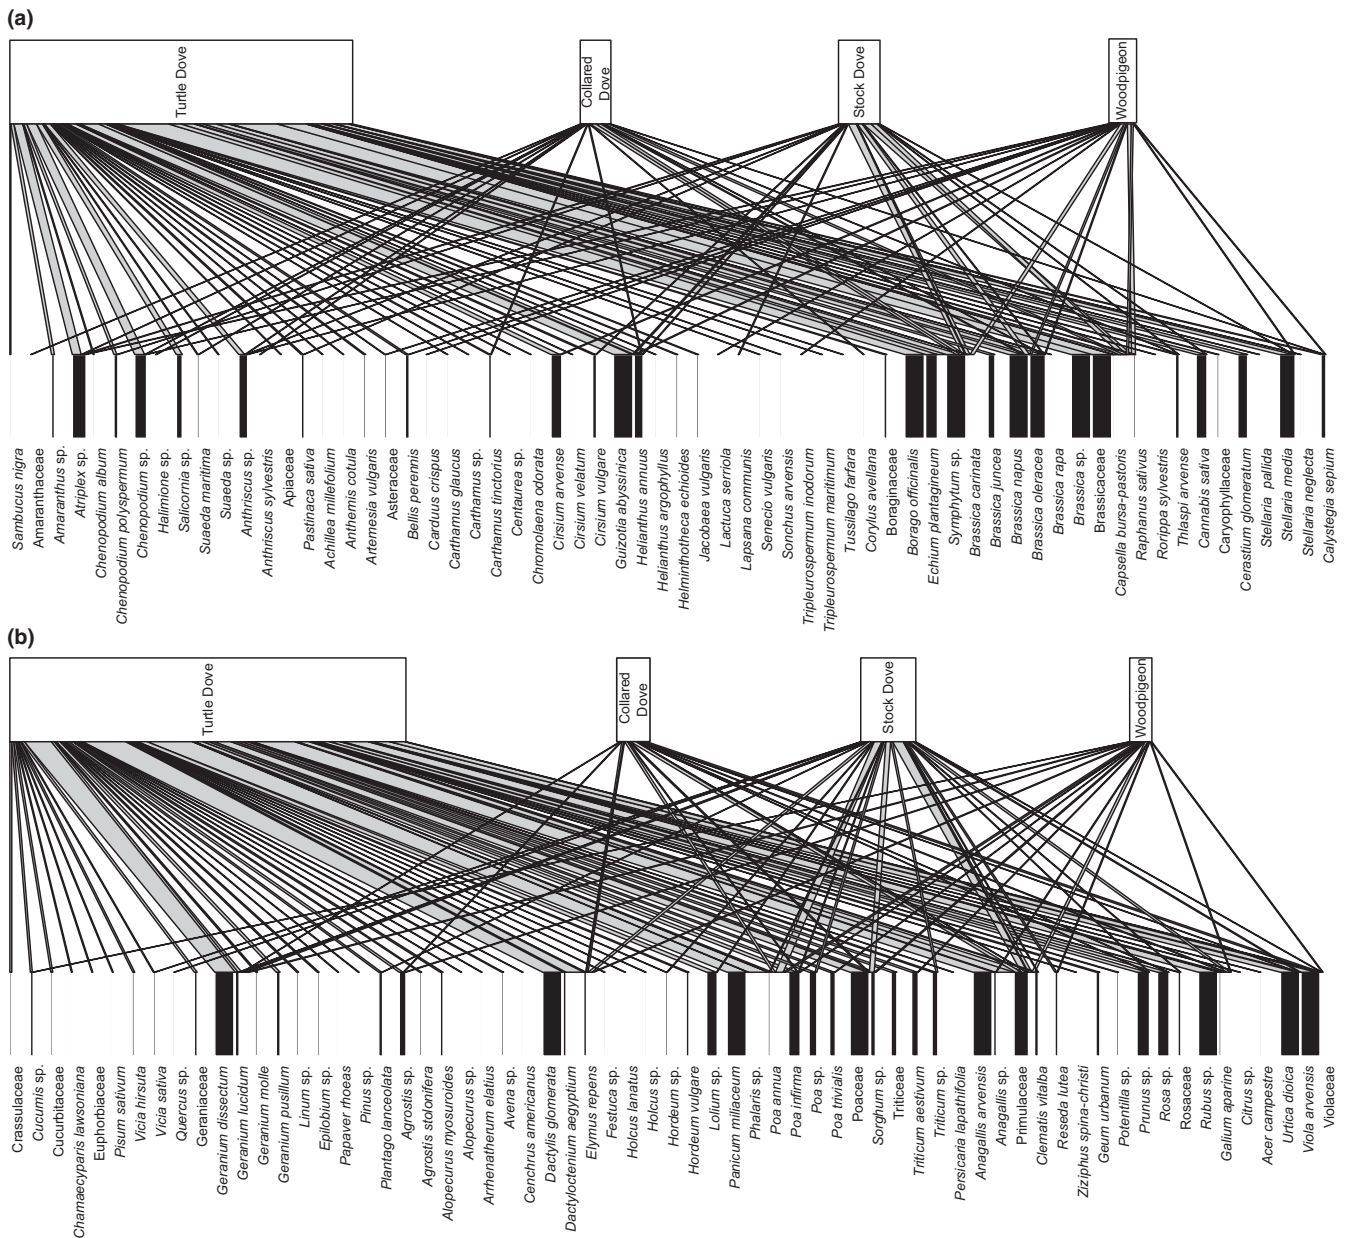 (a)
Turtle Dove
Collared
Dove
Stock Dove
Woodpigeon
Sambucus nigra
Amaranthaceae
Amaranthus sp.
Atriplex sp.
Chenopodium album
Chenopodium polyspermum
Chenopodium sp.
Halimione sp.
Salicornia sp.
Suaeda maritima
Suaeda sp.
Anthriscus sp.
Anthriscus sylvestris
Apiaceae
Pastinaca sativa
Achillea millefolium
Anthemis cotula
Artemesia vulgaris
Asteraceae
Bellis perennis
Carduus crispus
Carthamus glaucus
Carthamus sp.
Carthamus tinctorius
Centaurea sp.
Chromolaena odorata
Cirsium arvense
Cirsium velatum
Cirsium vulgare
Guizotia abyssinica
Helianthus annuus
Helianthus argophyllus
Helminthotheca echioides
Jacobaea vulgaris
Lactuca serriola
Lapsana communis
Senecio vulgaris
Sonchus arvensis
Tripleurospermum inodorum
Tripleurospermum maritimum
Tussilago farfara
Corylus avellana
Boraginaceae
Borago officinalis
Echium plantagineum
Symphytum sp.
Brassica carinata
Brassica juncea
Brassica napus
Brassica oleracea
Brassica rapa
Brassica sp.
Brassicaceae
Capsella bursa-pastoris
Raphanus sativus
Rorippa sylvestris
Thlaspi arvense
Cannabis sativa
Caryophyllaceae
Cerastium glomeratum
Stellaria pallida
Stellaria media
Stellaria neglecta
Calystegia sepium
(b)
Turtle Dove
Collared
Dove
Stock Dove
Woodpigeon
Crassulaceae
Cucumis sp.
Cucurbitaceae
Chamaecyparis lawsoniana
Euphorbiaceae
Pisum sativum
Vicia hirsuta
Vicia sativa
Quercus sp.
Geraniaceae
Geranium dissectum
Geranium lucidum
Geranium molle
Geranium pusillum
Linum sp.
Epilobium sp.
Papaver rhoeas
Pinus sp.
Plantago lanceolata
Agrostis sp.
Agrostis stolonifera
Alopecurus myosuroides
Alopecurus sp.
Arrhenatherum elatius
Avena sp.
Cenchrus americanus
Dactylis glomerata
Dactyloctenium aegyptium
Elymus repens
Festuca sp.
Holcus lanatus
Holcus sp.
Hordeum sp.
Hordeum vulgare
Lolium sp.
Panicum miliaceum
Phalaris sp.
Poa annua
Poa infirma
Poa sp.
Poa trivialis
Poaceae
Sorghum sp.
Triticeae
Triticum aestivum
Triticum sp.
Persicaria lapathifolia
Anagallis arvensis
Anagallis sp.
Primulaceae
Clematis vitalba
Reseda lutea
Ziziphus spina-christi
Geum urbanum
Potentilla sp.
Prunus sp.
Rosa sp.
Rosaceae
Rubus sp.
Galium aparine
Citrus sp.
Acer campestre
Urtica dioica
Viola arvensis
Violaceae